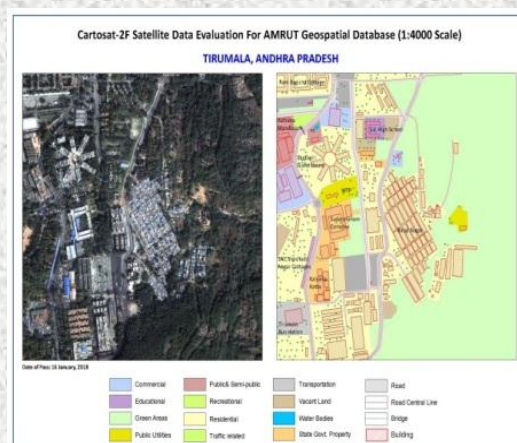 Cartosat-2F Satellite Data Evaluation For AMRUT Geospatial Database (1:4000 Scale)
TIRUMALA, ANDHRA PRADESH
S.V. High School
Date of Pass: 16 January, 2018
Commercial
Public& Semi-public
Transportation
Road
Educational
Recreational
Vacant Land
Road Central Line
Green Areas
Residential
Water Bodies
Bridge
Public Utilities
Traffic related
State Govt. Property
Building